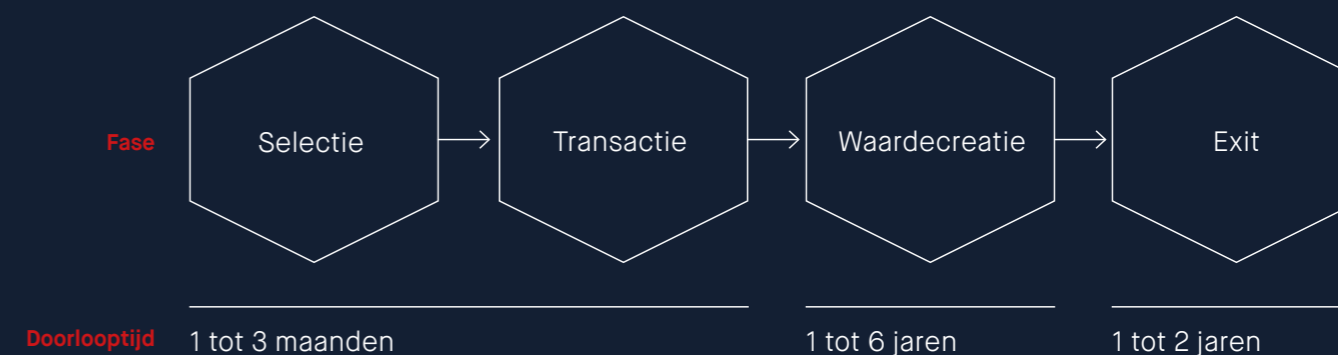 Fase Selectie Transactie Waardecreatie Exit
Doorlooptijd 1 tot 3 maanden 1 tot 6 jaren 1 tot 2 jaren